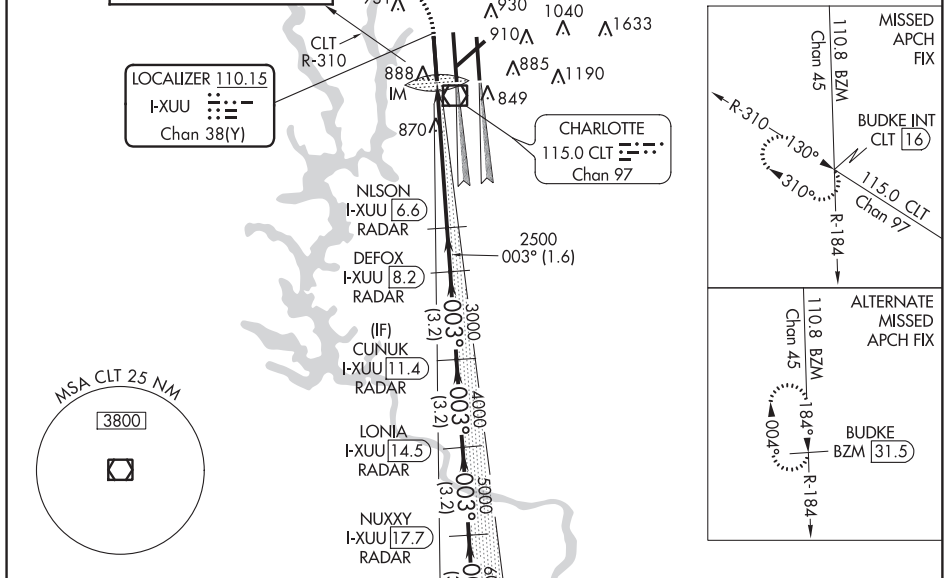 930
1040
1633
910
885
1190
888
849
870
IM
CLT
R-310
LOCALIZER 110.15
I-XUU
Chan 38(Y)
CHARLOTTE
115.0 CLT
Chan 97
NLSON
I-XUU 6.6
RADAR
2500
003° (1.6)
DEFOX
I-XUU 8.2
RADAR
3000
003°
(3.2)
(IF)
CUNUK
I-XUU 11.4
RADAR
4000
003°
(3.2)
LONIA
I-XUU 14.5
RADAR
5000
003°
(3.2)
NUXXY
I-XUU 17.7
RADAR
MSA CLT 25 NM
3800
MISSED
APCH
FIX
110.8 BZM
Chan 45
R-310
130°
310°
BUDKE INT
CLT 16
115.0 CLT
Chan 97
R-184
ALTERNATE
MISSED
APCH FIX
110.8 BZM
Chan 45
184°
004°
BUDKE
BZM 31.5
R-184